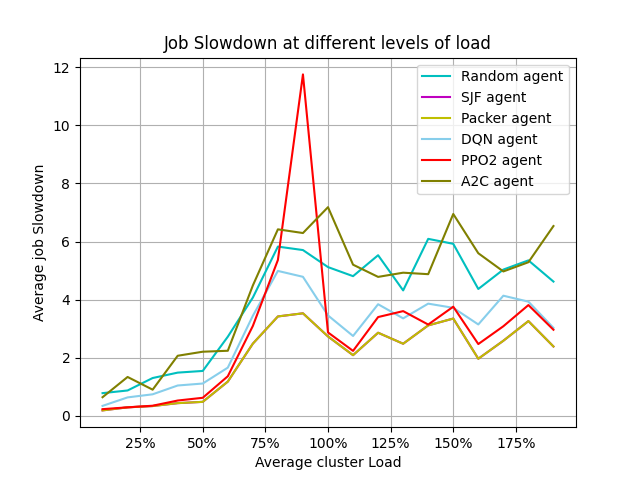 Job Slowdown at different levels of load
12
10
8
6
4
2
0
Average Job Slowdown
Random agent
SJF agent
Packer agent
DQN agent
PPO2 agent
A2C agent
25%
50%
75%
100%
125%
150%
175%
Average cluster Load